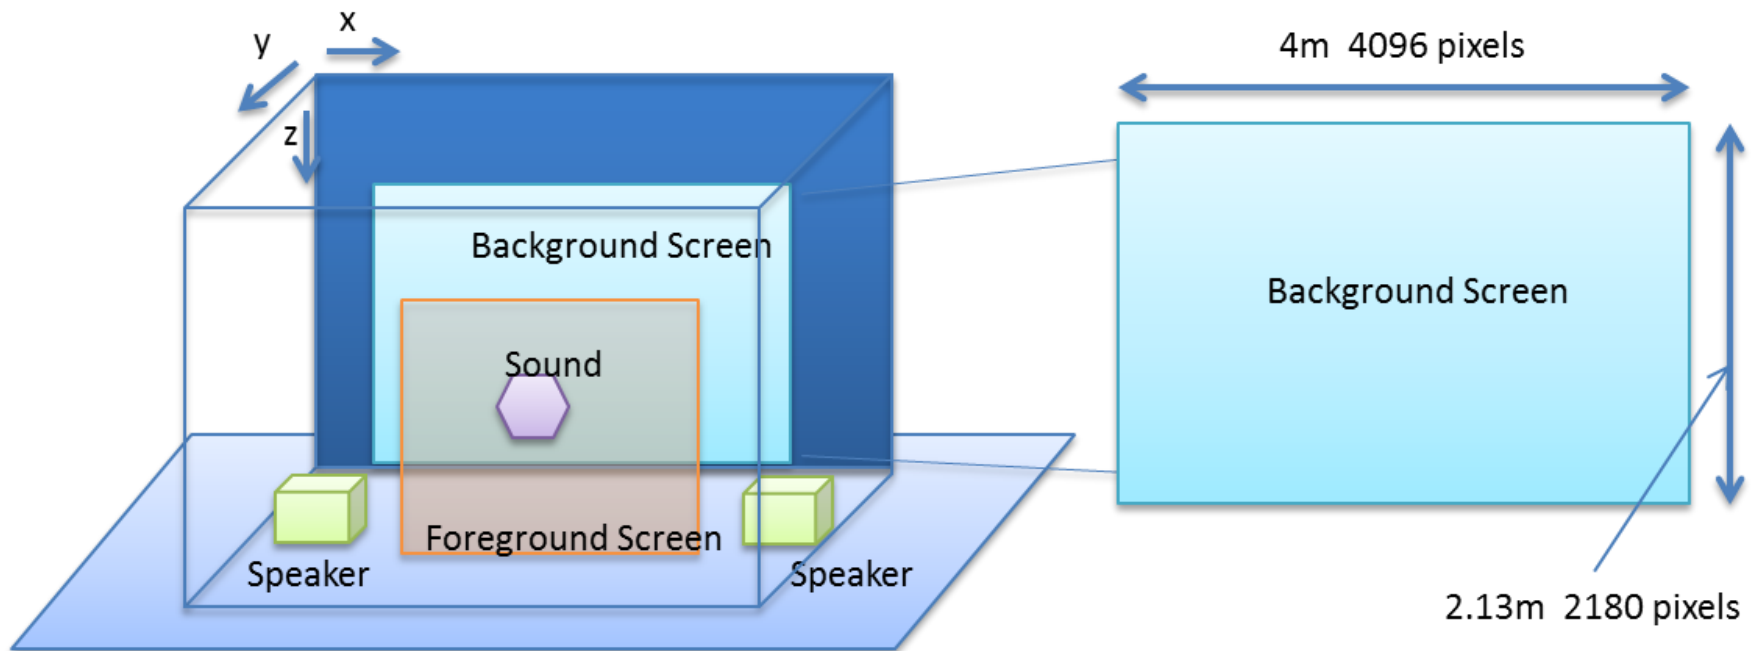 x
y
z
4m  4096 pixels
Background Screen
Background Screen
Sound
Foreground Screen
Speaker
Speaker
2.13m  2180 pixels